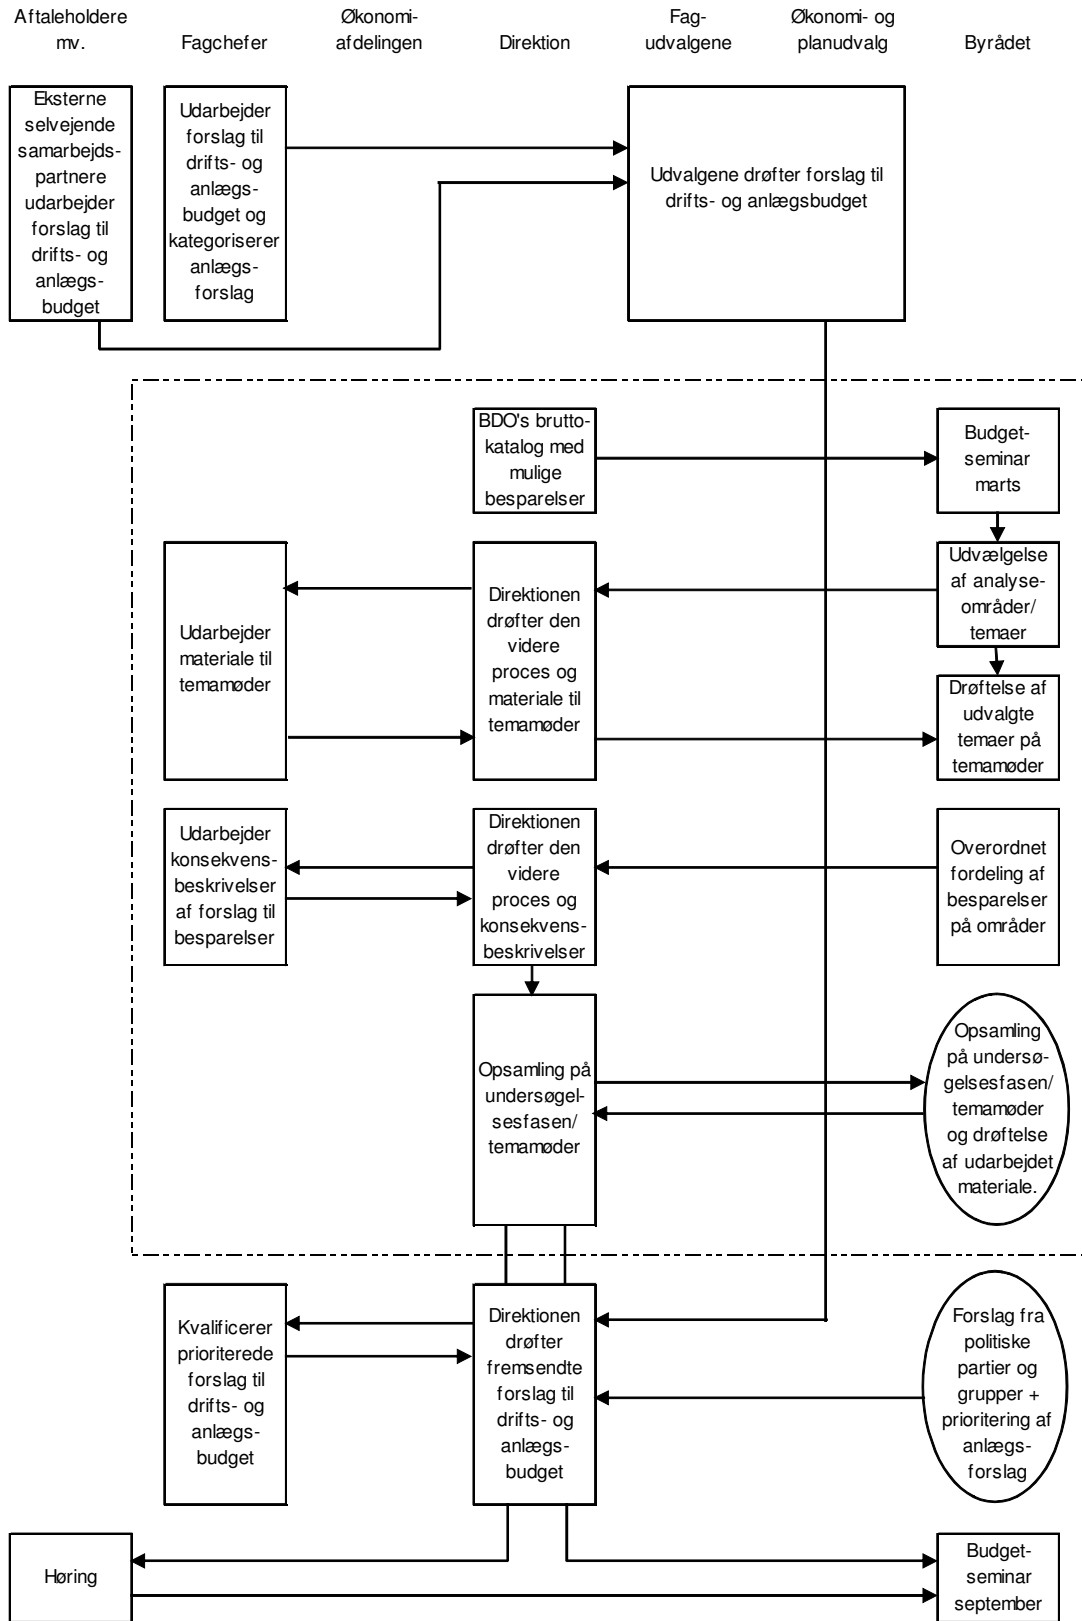 Aftaleholdere
mv.
Fagchefer
Økonomi-
afdelingen
Direktion
Fag-
udvalgene
Økonomi- og
planudvalg
Byrådet
Eksterne
selvejende
samarbejds-
partnere
udarbejder
forslag til
drifts- og
anlægs-
budget
Udarbejder
forslag til
drifts- og
anlægs-
budget og
kategoriserer
anlægs-
forslag
Udvalgene drøfter forslag til
drifts- og anlægsbudget
BDO's brutto-
katalog med
mulige
besparelser
Budget-
seminar
marts
Udarbejder
materiale til
temamøder
Direktionen
drøfter den
videre
proces og
materiale til
temamøder
Udvælgelse
af analyse-
områder/
temaer
Drøftelse af
udvalgte
temaer på
temamøder
Udarbejder
konsekvens-
beskrivelser
af forslag til
besparelser
Direktionen
drøfter den
videre
proces og
konsekvens-
beskrivelser
Overordnet
fordeling af
besparelser
på områder
Opsamling på
undersøgel-
sesfasen/
temamøder
Opsamling
på undersø-
gelsesfasen/
temamøder
og drøftelse
af udarbejdet
materiale.
Kvalificerer
prioriterede
forslag til
drifts- og
anlægs-
budget
Direktionen
drøfter
fremsendte
forslag til
drifts- og
anlægs-
budget
Forslag fra
politiske
partier og
grupper +
prioritering af
anlægs-
forslag
Høring
Budget-
seminar
september